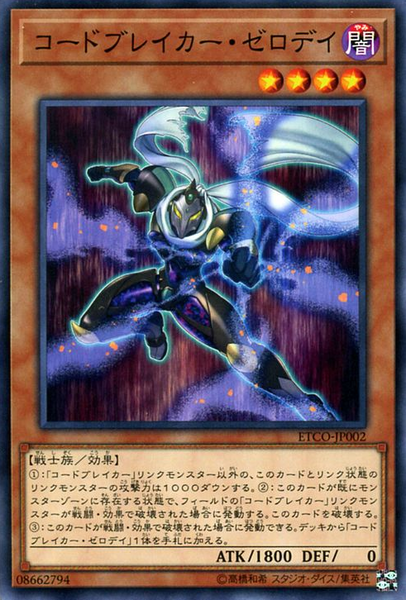 コードブレイカー・ゼロデイ
やみ
闇
ETCO-JP002
【戦士族/効果】
①:「コードブレイカー」リンクモンスター以外の、このカードとリンク状態の
リンクモンスターの攻撃力は1000ダウンする。②:このカードが既にモン
スターゾーンに存在する状態で、フィールドの「コードブレイカー」リンクモンスター
が戦闘・効果で破壊された場合に発動する。このカードを破壊する。
③:このカードが戦闘・効果で破壊された場合に発動できる。デッキから「コード
ブレイカー・ゼロデイ」1体を手札に加える。
ATK/1800 DEF/ 0
08662794
©高橋和希 スタジオ・ダイス/集英社